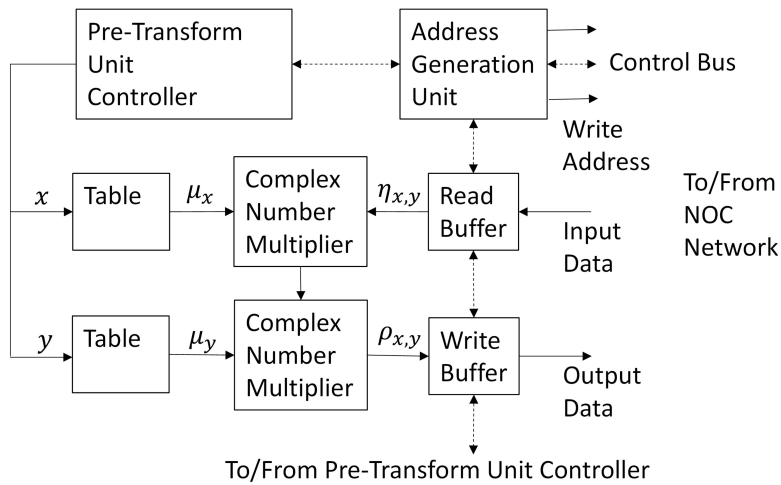 Pre-Transform
Unit
Controller
Address
Generation
Unit
Control Bus
Write
Address
x
Table
μx
Complex
Number
Multiplier
ηx,y
Read
Buffer
Input
Data
To/From
NOC
Network
y
Table
μy
Complex
Number
Multiplier
ρx,y
Write
Buffer
Output
Data
To/From Pre-Transform Unit Controller